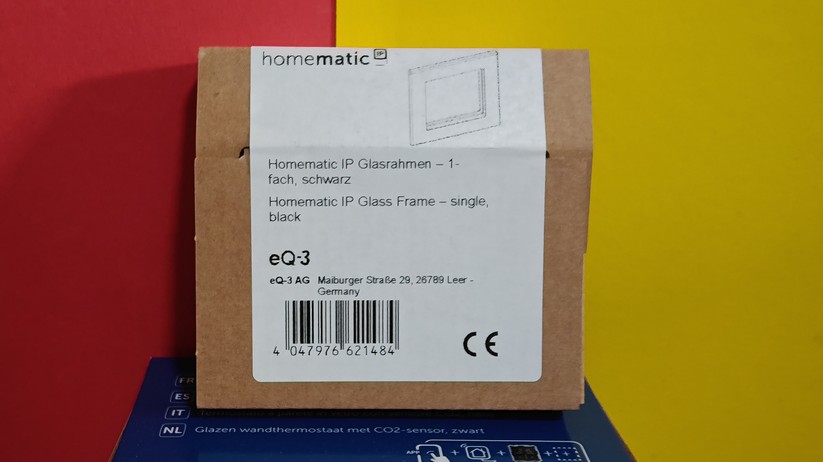 homematic IP
Homematic IP Glasrahmen – 1-
fach, schwarz
Homematic IP Glass Frame – single,
black
eQ-3
eQ-3 AG Maiburger Straße 29, 26789 Leer -
Germany
4 047976 621484
CE
FR
ES
IT
NL Glazen wandthermostaat met CO2-sensor, zwart
APP